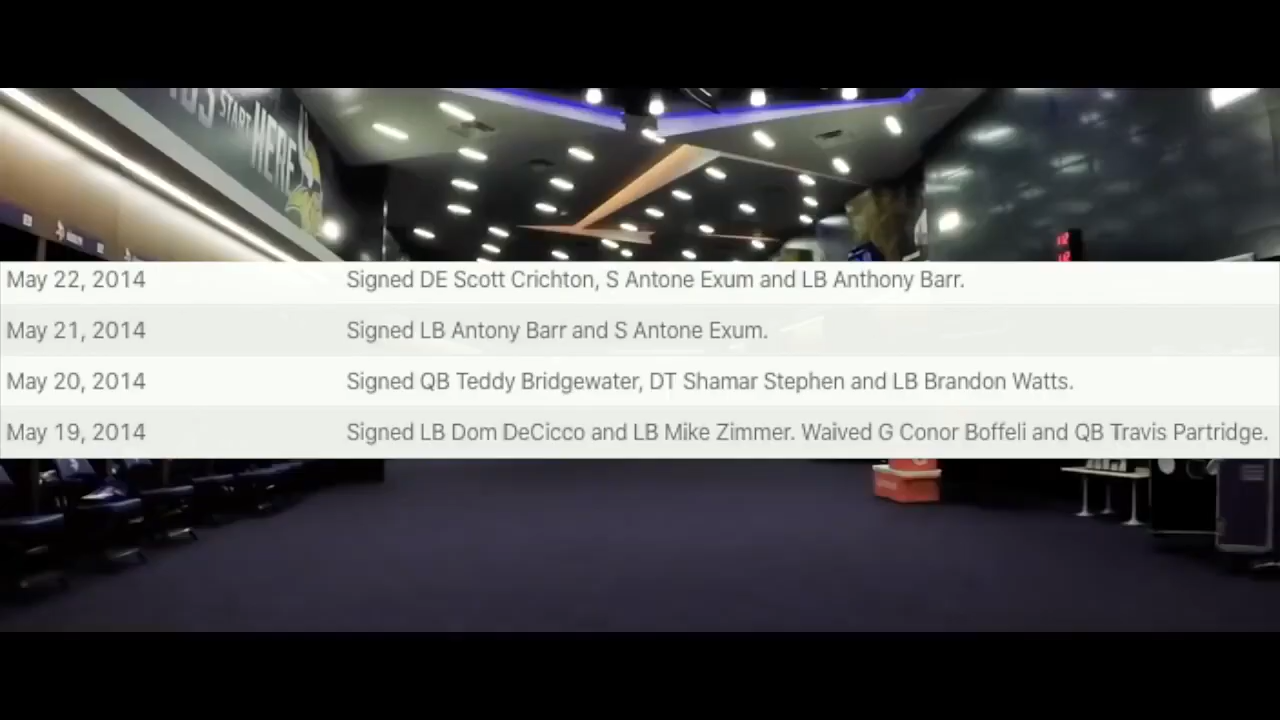 START HERE
May 22, 2014 Signed DE Scott Crichton, S Antone Exum and LB Anthony Barr.
May 21, 2014 Signed LB Antony Barr and S Antone Exum.
May 20, 2014 Signed QB Teddy Bridgewater, DT Shamar Stephen and LB Brandon Watts.
May 19, 2014 Signed LB Dom DeCicco and LB Mike Zimmer. Waived G Conor Boffeli and QB Travis Partridge.